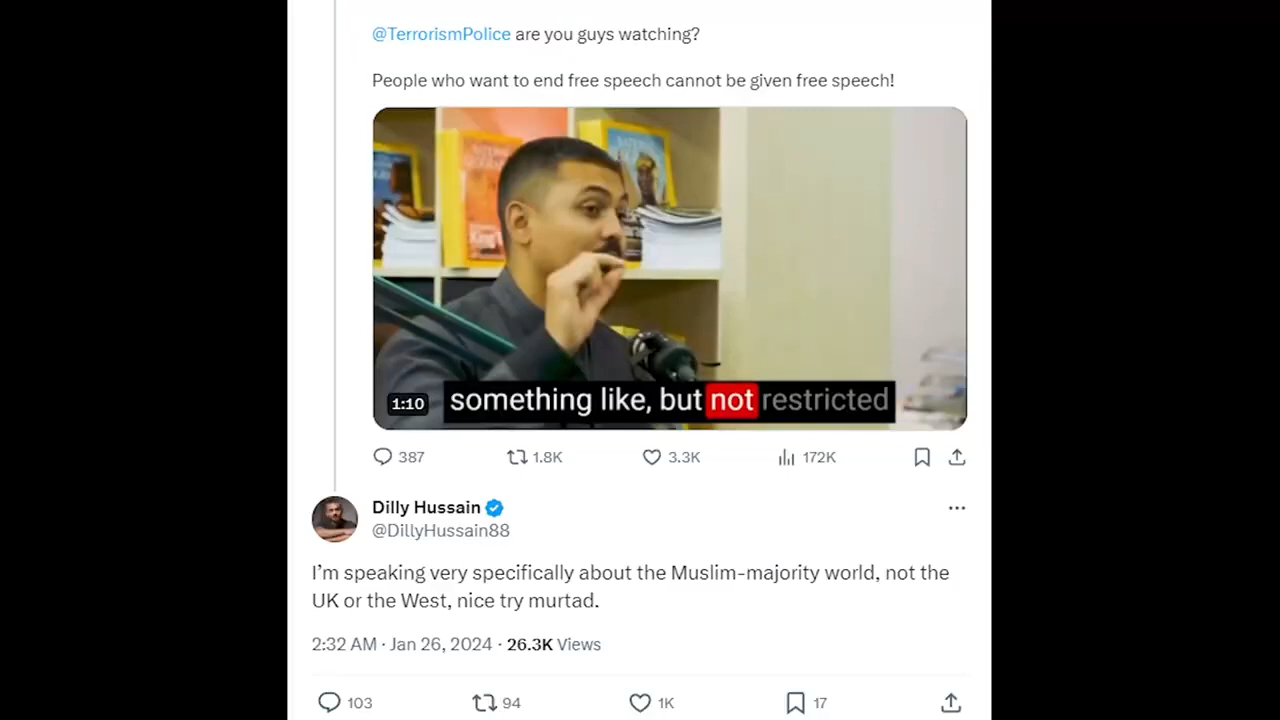 @TerrorismPolice are you guys watching?
People who want to end free speech cannot be given free speech!
1:10
something like, but not restricted
387 1.8K 3.3K 172K
Dilly Hussain
@DillyHussain88
I'm speaking very specifically about the Muslim-majority world, not the
UK or the West, nice try murtad.
2:32 AM · Jan 26, 2024 · 26.3K Views
103 94 1K 17